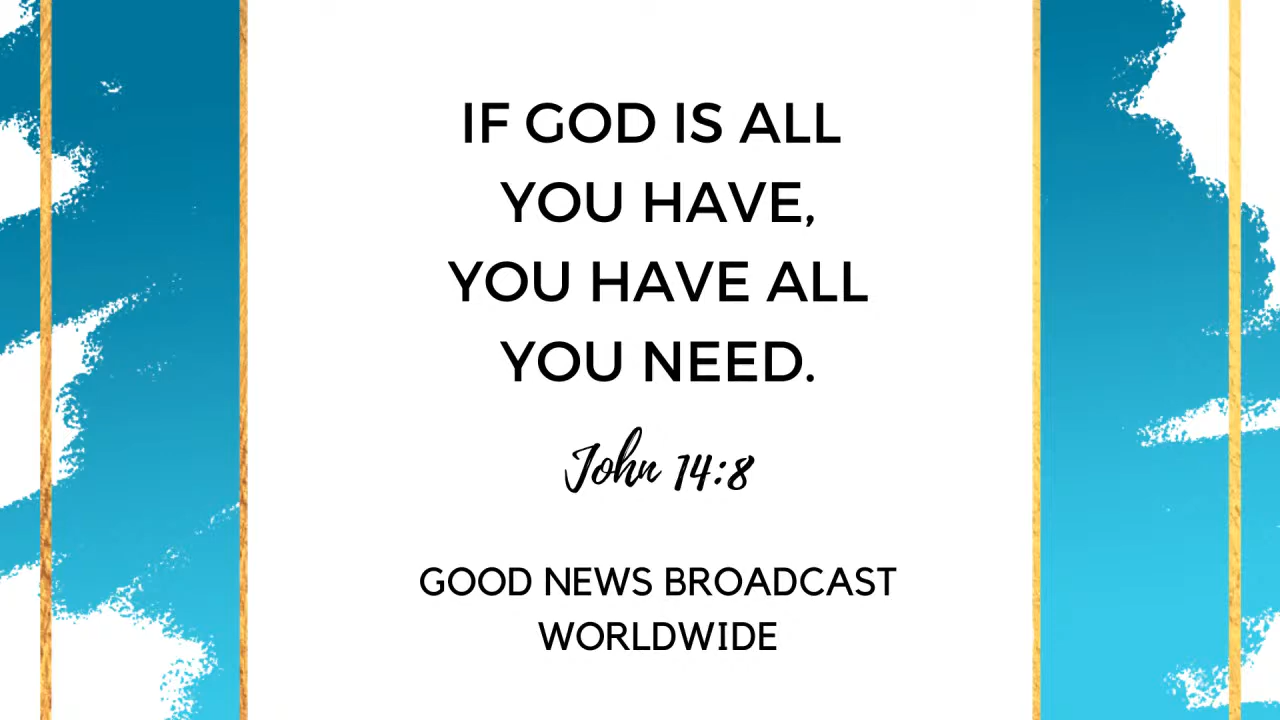 IF GOD IS ALL
YOU HAVE,
YOU HAVE ALL
YOU NEED.
John 14:8
GOOD NEWS BROADCAST
WORLDWIDE